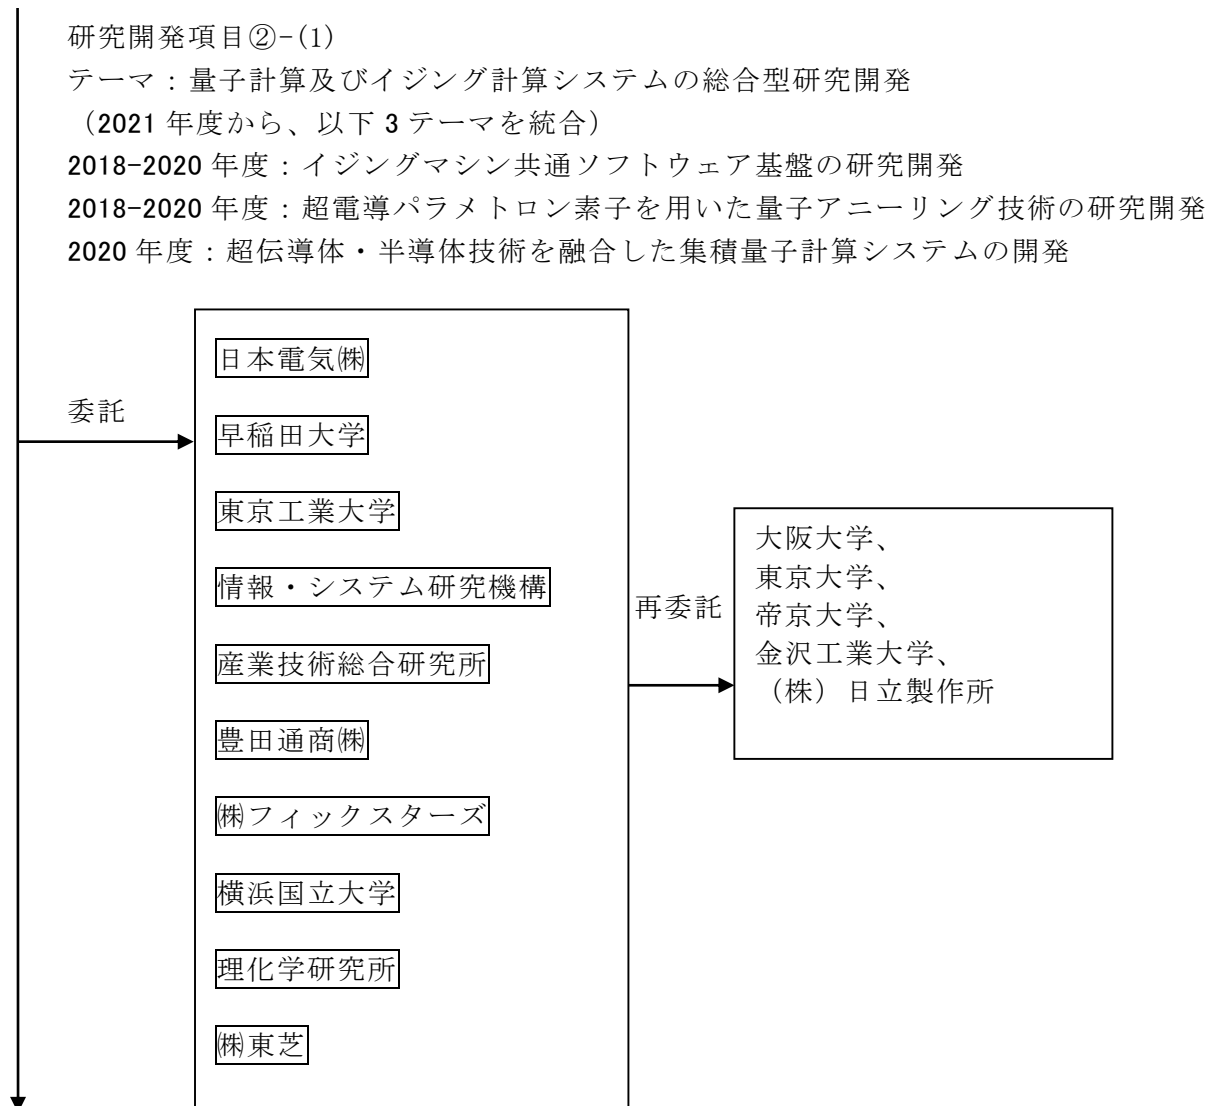 研究開発項目②-(1)
テーマ：量子計算及びイジング計算システムの総合型研究開発
（2021 年度から、以下 3 テーマを統合）
2018-2020 年度：イジングマシン共通ソフトウェア基盤の研究開発
2018-2020 年度：超電導パラメトロン素子を用いた量子アニーリング技術の研究開発
2020 年度：超伝導体・半導体技術を融合した集積量子計算システムの開発
委託
日本電気㈱
早稲田大学
東京工業大学
情報・システム研究機構
産業技術総合研究所
豊田通商㈱
㈱フィックスターズ
横浜国立大学
理化学研究所
㈱東芝
再委託
大阪大学、
東京大学、
帝京大学、
金沢工業大学、
（株）日立製作所